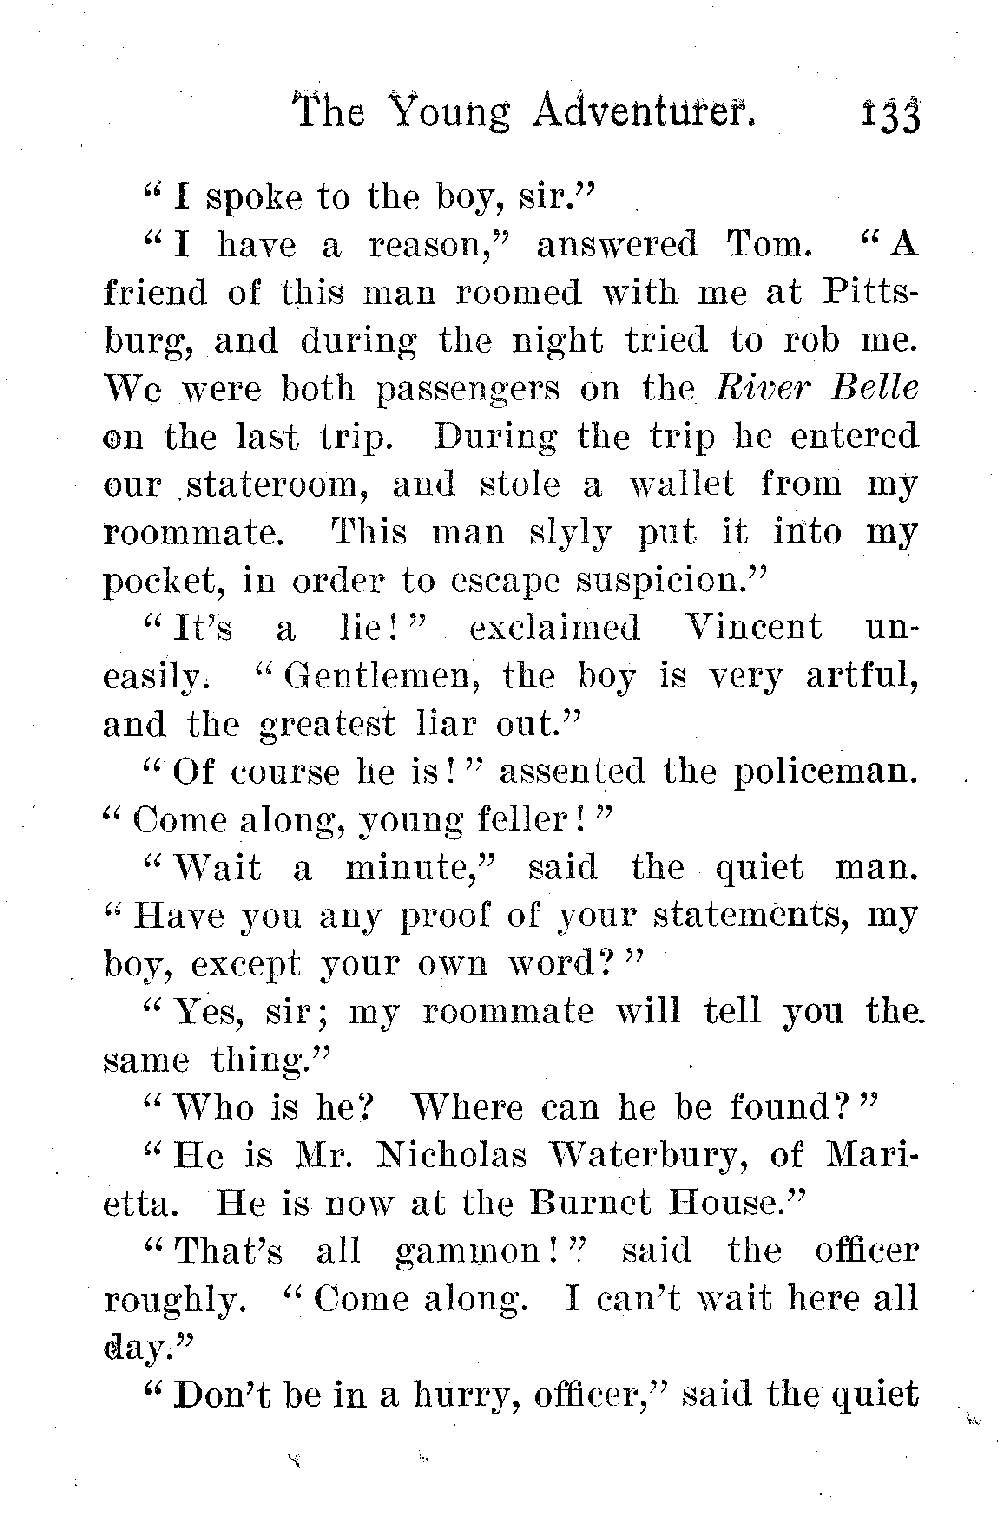 The Young Adventurer. 133
“ I spoke to the boy, sir.”
“ I have a reason,” answered Tom. “ A
friend of this man roomed with me at Pitts-
burg, and during the night tried to rob me.
We were both passengers on the River Belle
on the last trip. During the trip he entered
our stateroom, and stole a wallet from my
roommate. This man slyly put it into my
pocket, in order to escape suspicion.”
“ It’s a lie! ” exclaimed Vincent un-
easily. “ Gentlemen, the boy is very artful,
and the greatest liar out.”
“ Of course he is! ” assented the policeman.
“ Come along, young feller! ”
“ Wait a minute,” said the quiet man.
“ Have you any proof of your statements, my
boy, except your own word? ”
“ Yes, sir; my roommate will tell you the
same thing.”
“ Who is he? Where can he be found? ”
“ He is Mr. Nicholas Waterbury, of Mari-
etta. He is now at the Burnet House.”
“ That’s all gammon! ” said the officer
roughly. “ Come along. I can’t wait here all
day.”
“ Don’t be in a hurry, officer,” said the quiet